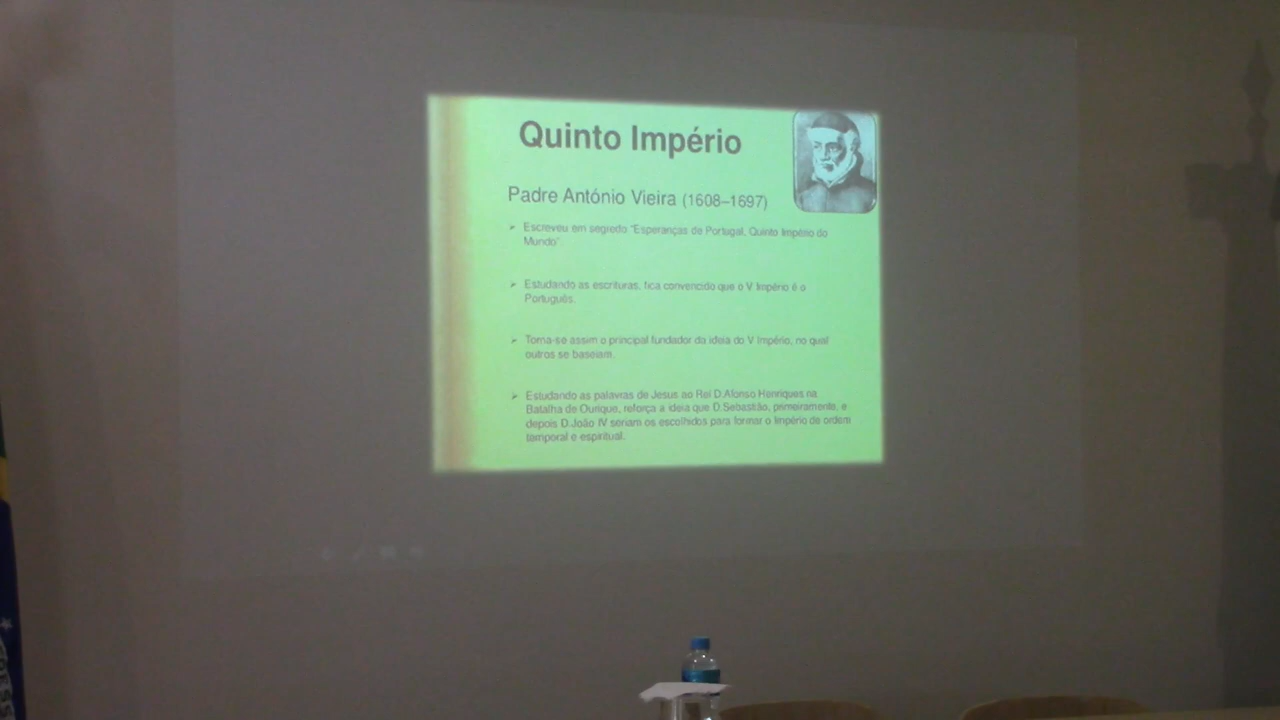 Quinto Império
Padre António Vieira (1608–1697)
➢ Escreveu em segredo “Esperanças de Portugal, Quinto Império do
Mundo”.
➢ Estudando as escrituras, fica convencido que o V Império é o
Português.
➢ Torna-se assim o principal fundador da ideia do V Império, no qual
outros se baseiam.
➢ Estudando as palavras de Jesus ao Rei D.Afonso Henriques na
Batalha de Ourique, reforça a ideia que D.Sebastião, primeiramente, e
depois D.João IV seriam os escolhidos para formar o Império de ordem
temporal e espiritual.